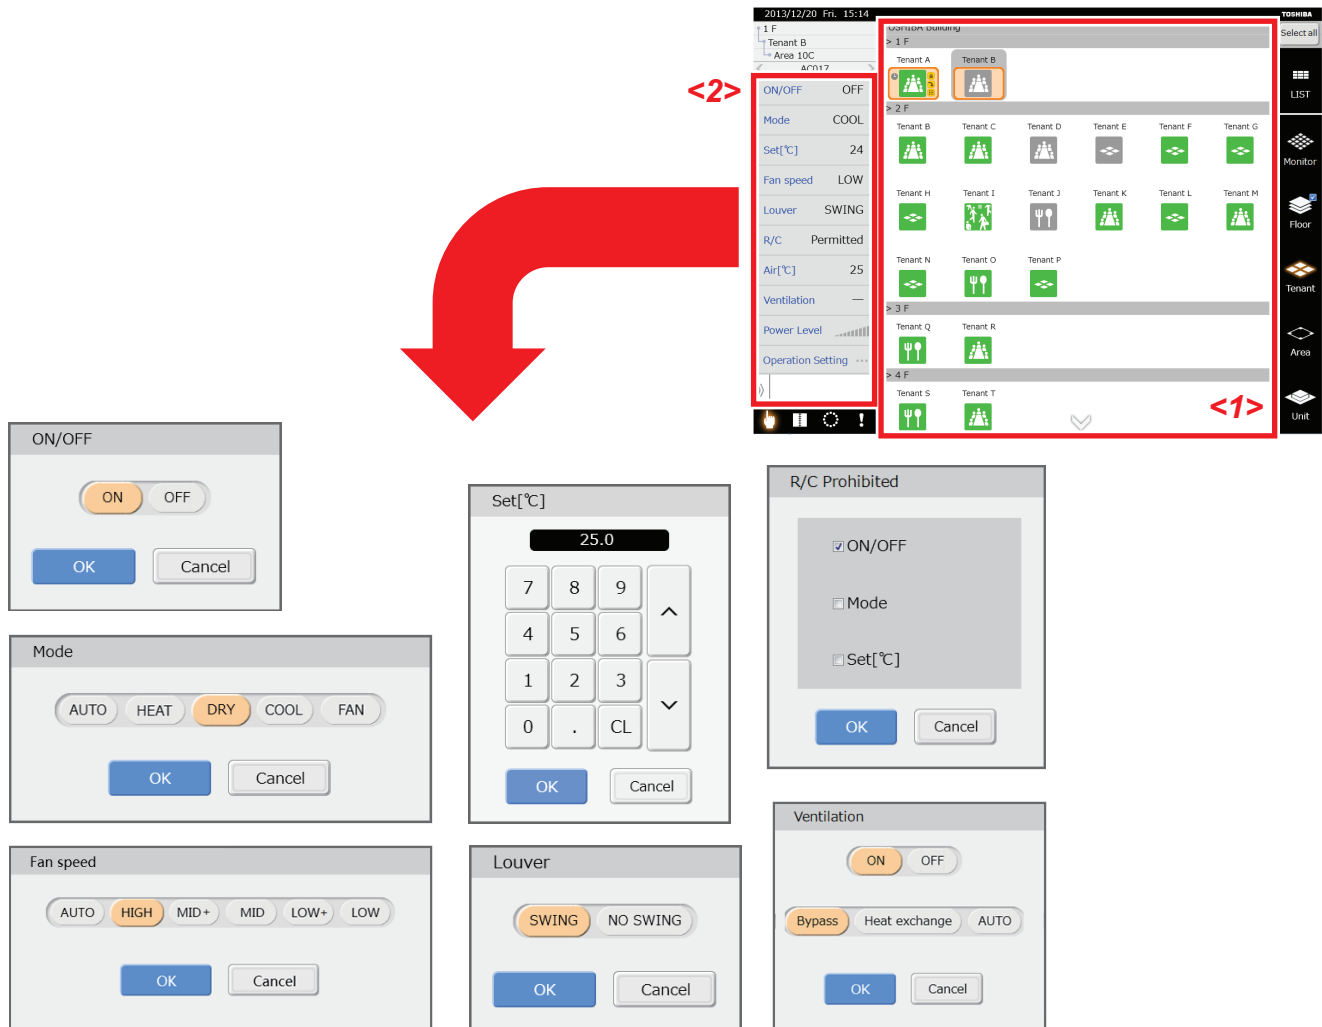 2013/12/20 Fri. 15:14
TOSHIBA
1 F
Tenant B
Area 10C
AC017
<2>
ON/OFF OFF
Mode COOL
Set[℃] 24
Fan speed LOW
Louver SWING
R/C Permitted
Air[℃] 25
Ventilation —
Power Level
Operation Setting ···
OSHIBA Building
> 1 F
Tenant A Tenant B
> 2 F
Tenant B Tenant C Tenant D Tenant E Tenant F Tenant G
Tenant H Tenant I Tenant J Tenant K Tenant L Tenant M
Tenant N Tenant O Tenant P
> 3 F
Tenant Q Tenant R
> 4 F
Tenant S Tenant T
<1>
Select all
LIST
Monitor
Floor
Tenant
Area
Unit
ON/OFF
ON OFF
OK Cancel
Mode
AUTO HEAT DRY COOL FAN
OK Cancel
Fan speed
AUTO HIGH MID+ MID LOW+ LOW
OK Cancel
Set[℃]
25.0
7 8 9
4 5 6
1 2 3
0 . CL
OK Cancel
Louver
SWING NO SWING
OK Cancel
R/C Prohibited
ON/OFF
Mode
Set[℃]
OK Cancel
Ventilation
ON OFF
Bypass Heat exchange AUTO
OK Cancel